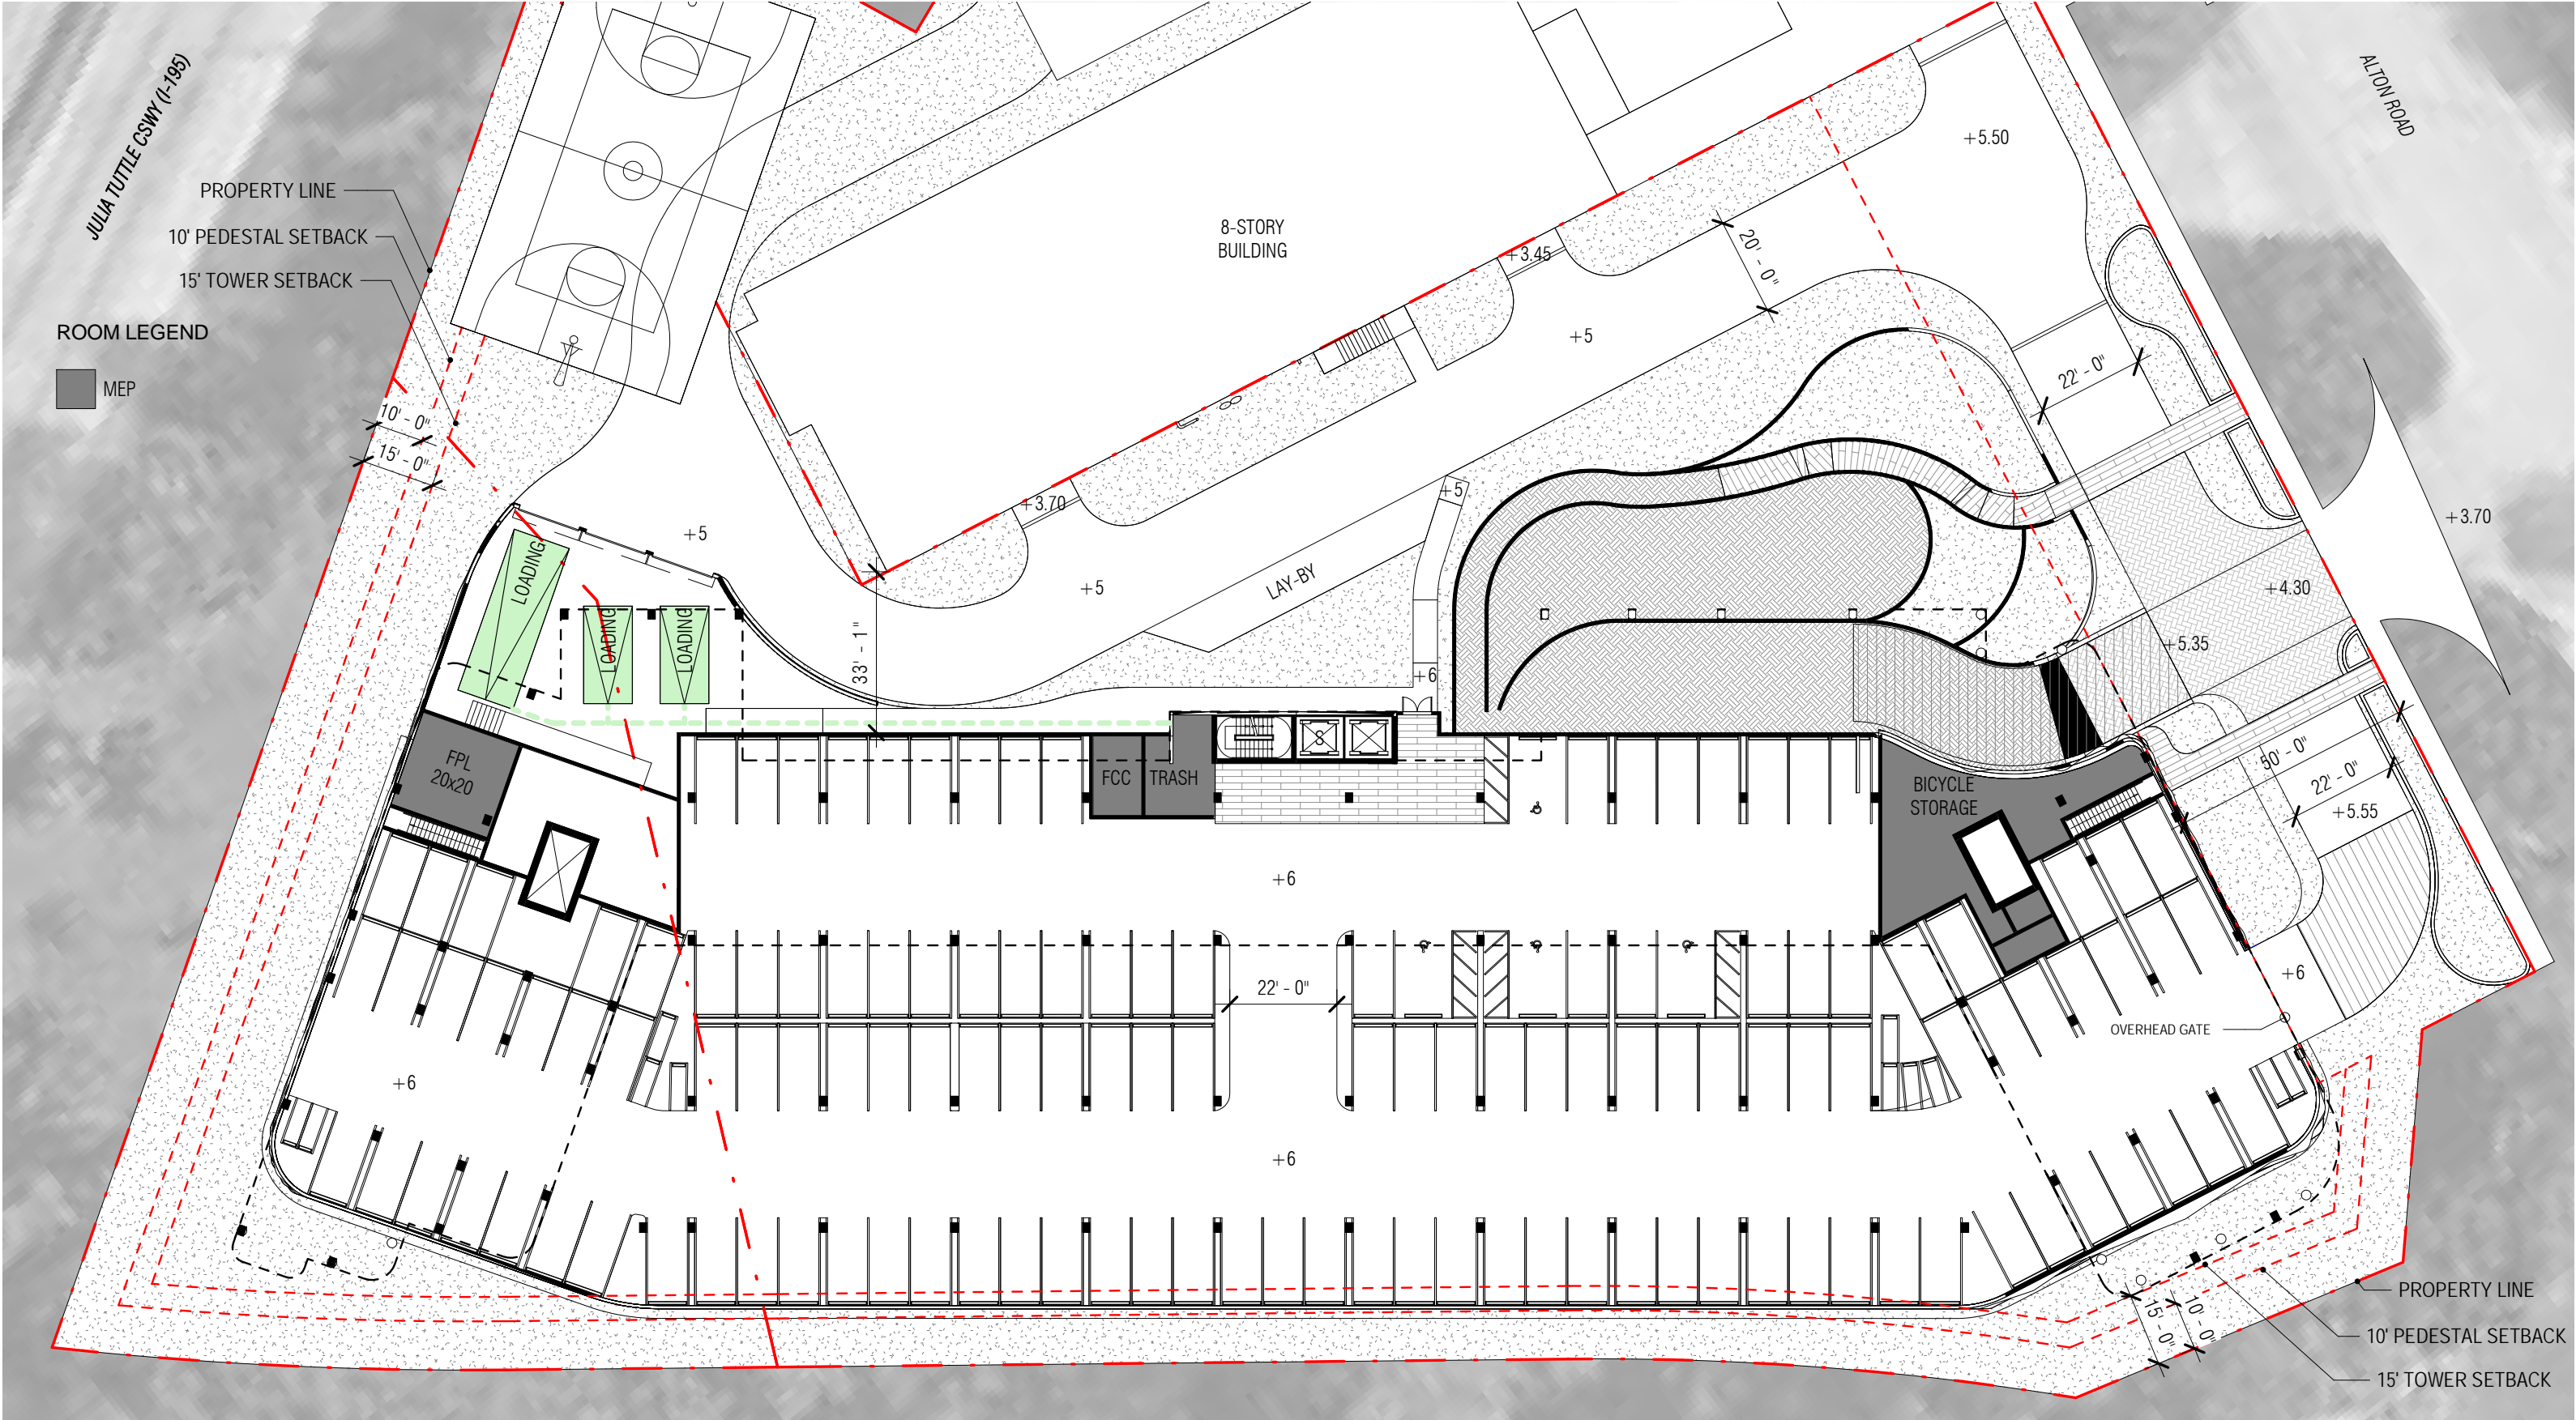 JULIA TUTTLE CSWY (I-195)
ALTON ROAD
PROPERTY LINE
10' PEDESTAL SETBACK
15' TOWER SETBACK
ROOM LEGEND
MEP
10' - 0"
15' - 0"
8-STORY
BUILDING
+5.50
+3.45
20' - 0"
+5
22' - 0"
+3.70
+5
+5
+3.70
+5
LAY-BY
+4.30
+5.35
+6
33' - 1"
LOADING
LOADING
LOADING
FPL
20x20
FCC
TRASH
S
BICYCLE
STORAGE
50' - 0"
22' - 0"
+5.55
+6
+6
22' - 0"
OVERHEAD GATE
+6
+6
15' - 0"
10' - 0"
PROPERTY LINE
10' PEDESTAL SETBACK
15' TOWER SETBACK